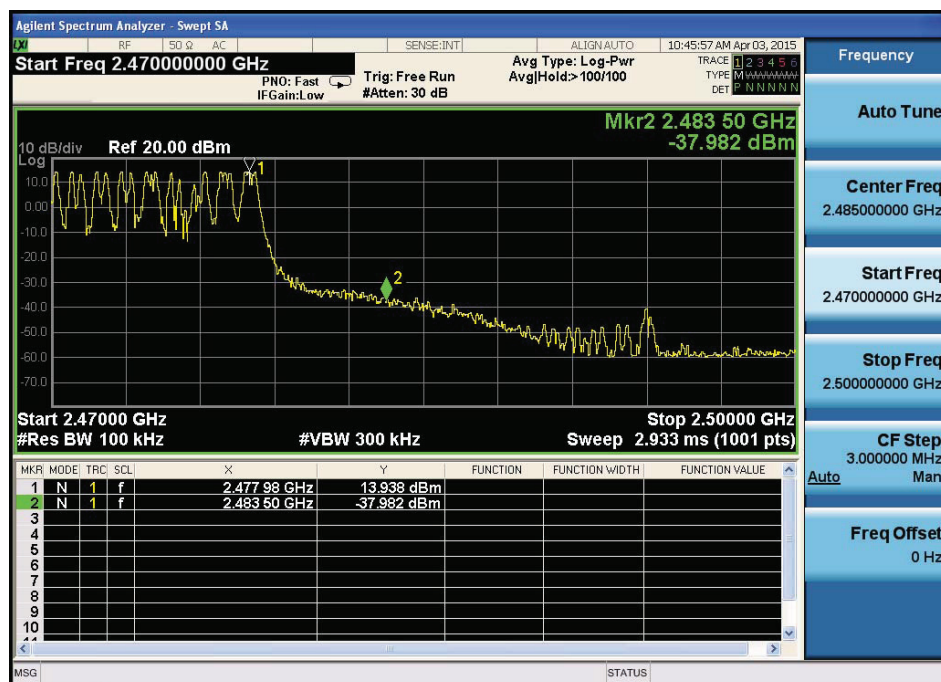 Agilent Spectrum Analyzer - Swept SA
LXI RF 50 Ω AC SENSE:INT ALIGN AUTO 10:45:57 AM Apr 03, 2015
Start Freq 2.470000000 GHz
PNO: Fast
IFGain:Low
Trig: Free Run
#Atten: 30 dB
Avg Type: Log-Pwr
Avg|Hold:>100/100
TRACE 1 2 3 4 5 6
TYPE M
DET P N N N N N
Mkr2 2.483 50 GHz
-37.982 dBm
10 dB/div Ref 20.00 dBm
Log
1
10.0
0.00
-10.0
-20.0
-30.0
2
-40.0
-50.0
-60.0
-70.0
Start 2.47000 GHz Stop 2.50000 GHz
#Res BW 100 kHz #VBW 300 kHz Sweep 2.933 ms (1001 pts)
MKR MODE TRC SCL X Y FUNCTION FUNCTION WIDTH FUNCTION VALUE
1 N 1 f 2.477 98 GHz 13.938 dBm
2 N 1 f 2.483 50 GHz -37.982 dBm
3
4
5
6
7
8
9
10
11
MSG STATUS
Frequency
Auto Tune
Center Freq
2.485000000 GHz
Start Freq
2.470000000 GHz
Stop Freq
2.500000000 GHz
CF Step
3.000000 MHz
Auto Man
Freq Offset
0 Hz